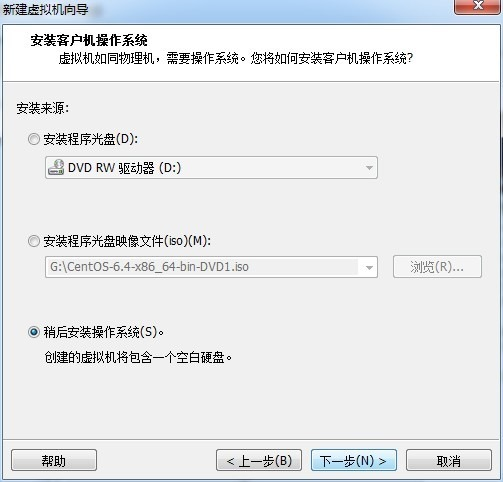 新建虚拟机向导
安装客户机操作系统
虚拟机如同物理机，需要操作系统。您将如何安装客户机操作系统?
安装来源:
安装程序光盘(D):
DVD RW 驱动器 (D:)
安装程序光盘映像文件(iso)(M):
G:\CentOS-6.4-x86_64-bin-DVD1.iso
浏览(R)...
稍后安装操作系统(S)。
创建的虚拟机将包含一个空白硬盘。
帮助
< 上一步(B)
下一步(N) >
取消